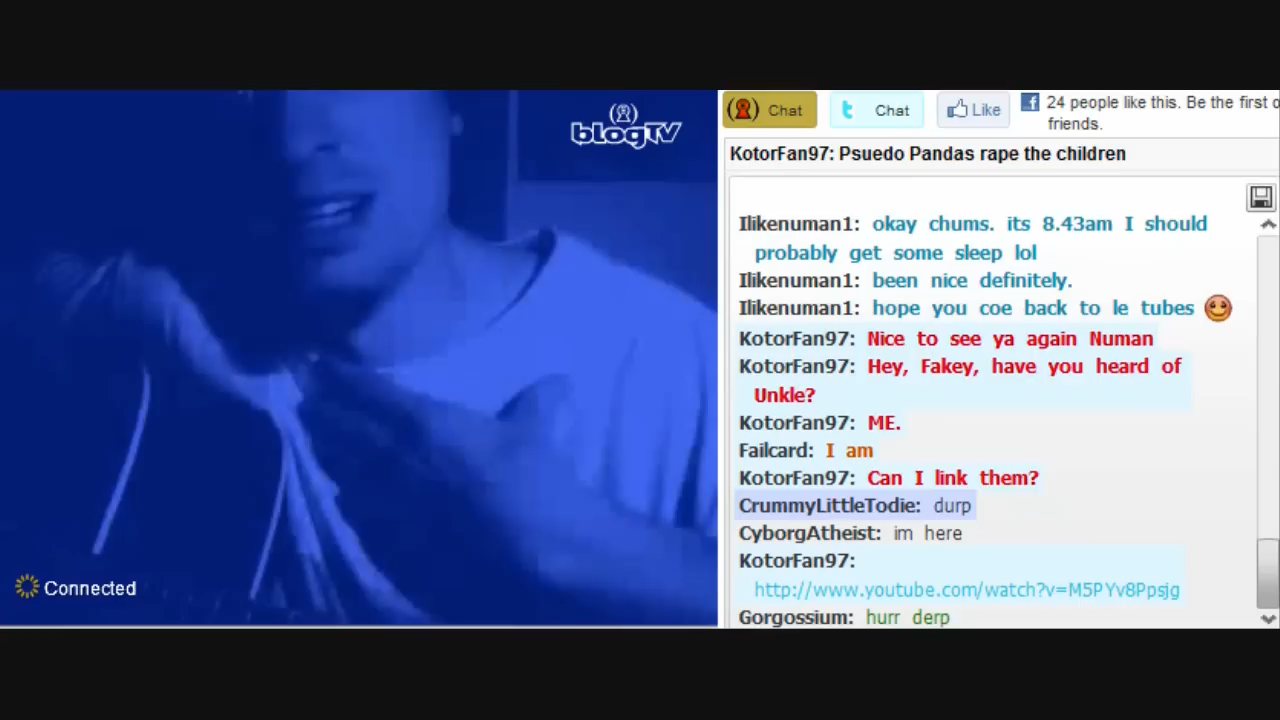 blogTV
Connected
Chat
Chat
Like
24 people like this. Be the first o
friends.
KotorFan97: Psuedo Pandas rape the children
Ilikenuman1: okay chums. its 8.43am I should
probably get some sleep lol
Ilikenuman1: been nice definitely.
Ilikenuman1: hope you coe back to le tubes
KotorFan97: Nice to see ya again Numan
KotorFan97: Hey, Fakey, have you heard of
Unkle?
KotorFan97: ME.
Failcard: I am
KotorFan97: Can I link them?
CrummyLittleTodie: durp
CyborgAtheist: im here
KotorFan97:
http://www.youtube.com/watch?v=M5PYv8Ppsjg
Gorgossium: hurr derp